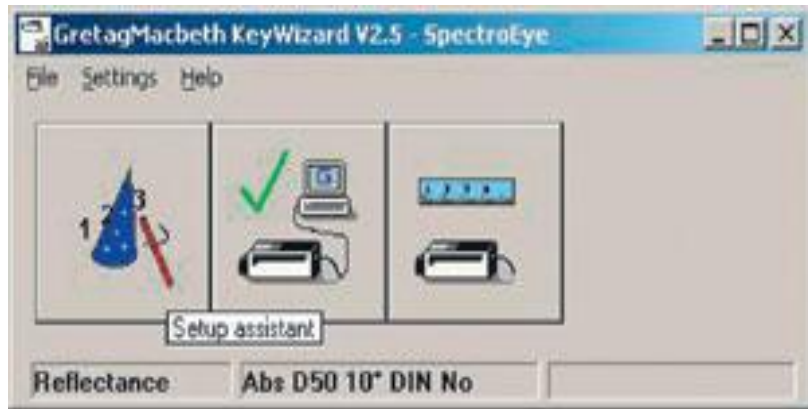 GretagMacbeth KeyWizard V2.5 - SpectroEye
File Settings Help
1 2 3
Setup assistant
Reflectance Abs D50 10° DIN No